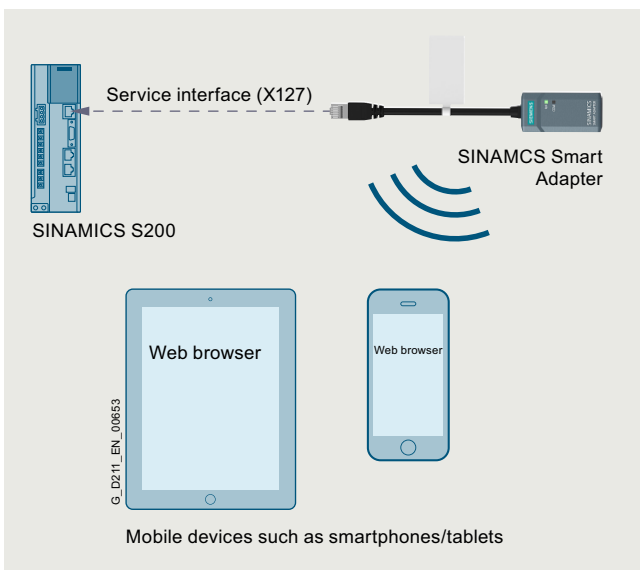 Service interface (X127)
SIEMENS
SINAMCS Smart
Adapter
SINAMICS S200
Web browser
Web browser
G_D211_EN_00653
Mobile devices such as smartphones/tablets